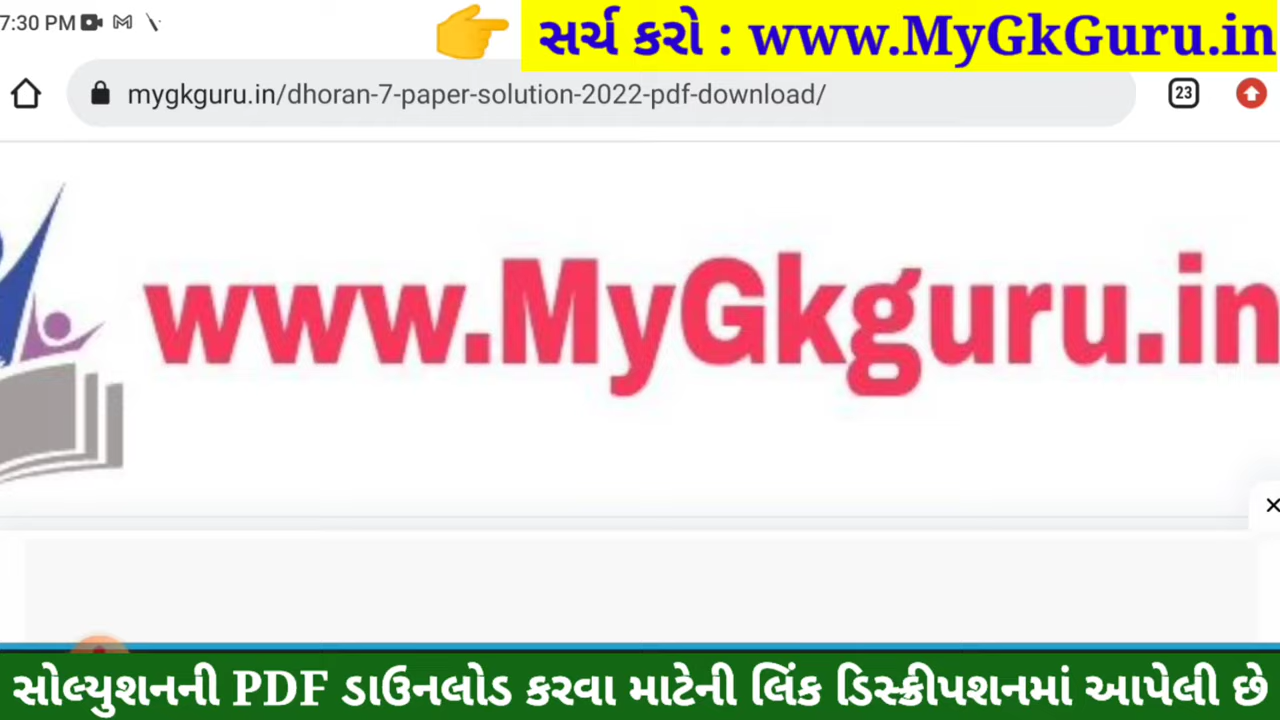 7:30 PM
સર્ચ કરો : www.MyGkGuru.in
mygkguru.in/dhoran-7-paper-solution-2022-pdf-download/
23
www.MyGkguru.in
સોલ્યુશનની PDF ડાઉનલોડ કરવા માટેની લિંક ડિસ્ક્રીપશનમાં આપેલી છે